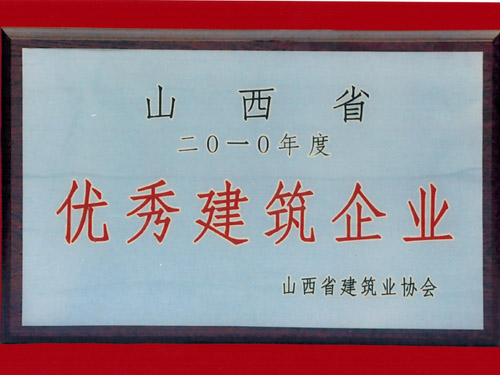 山西省
二〇一〇年度
优秀建筑企业
山西省建筑业协会